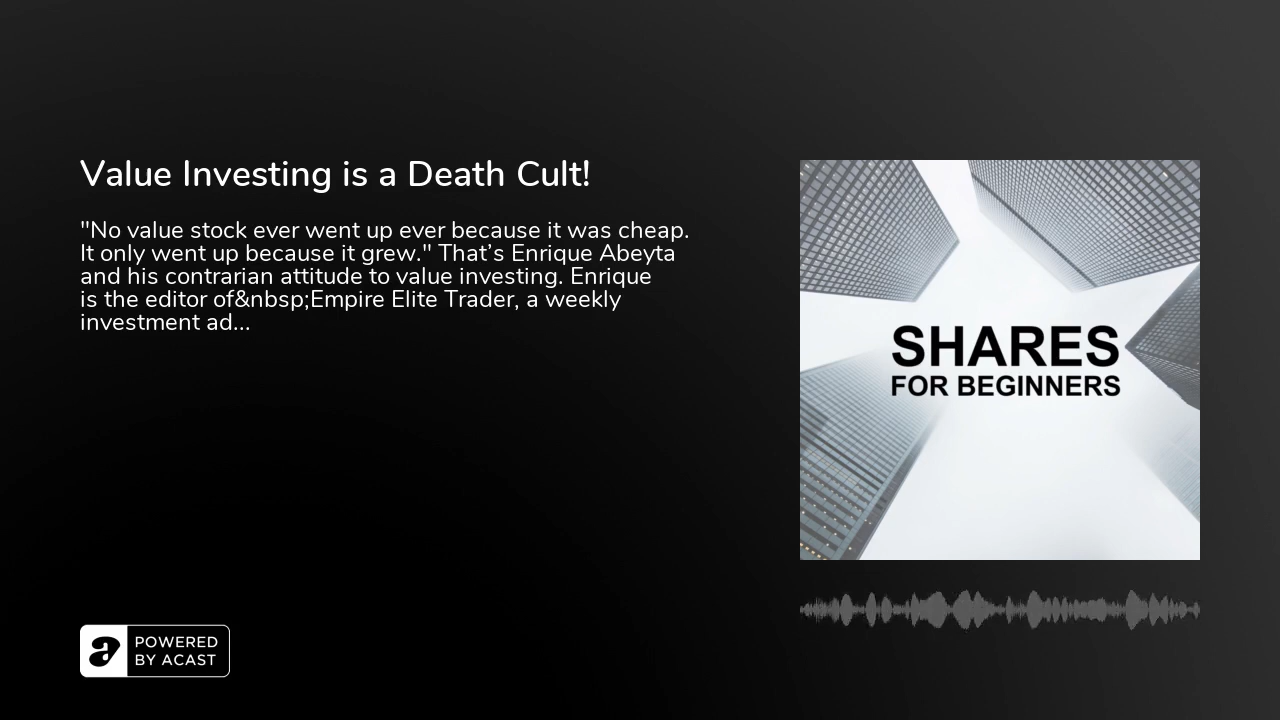 Value Investing is a Death Cult!
"No value stock ever went up ever because it was cheap.
It only went up because it grew." That’s Enrique Abeyta
and his contrarian attitude to value investing. Enrique
is the editor of&nbsp;Empire Elite Trader, a weekly
investment ad...
SHARES
FOR BEGINNERS
POWERED
BY ACAST